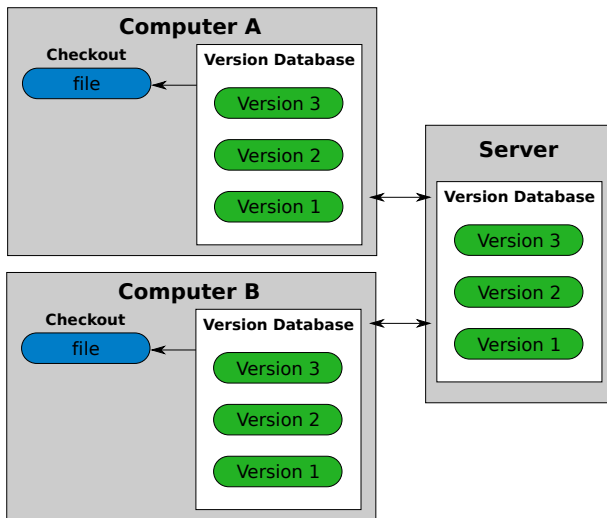 Computer A
Checkout
file
Version Database
Version 3
Version 2
Version 1
Computer B
Checkout
file
Version Database
Version 3
Version 2
Version 1
Server
Version Database
Version 3
Version 2
Version 1